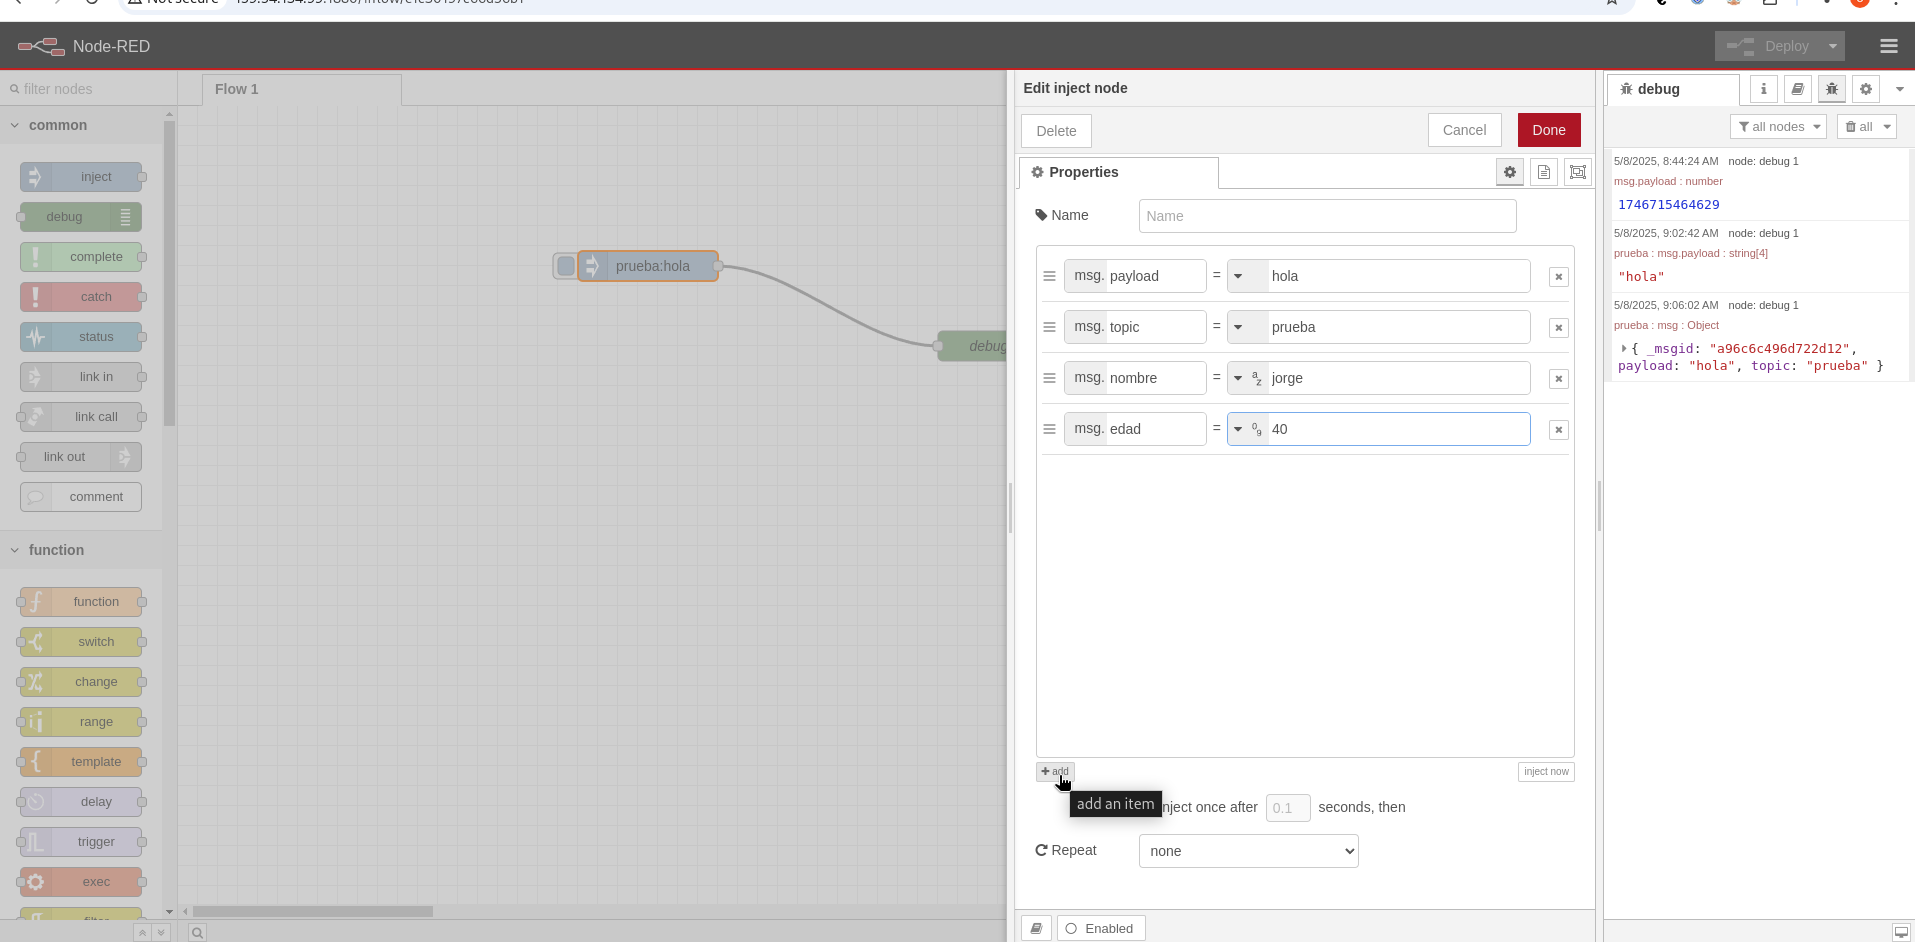 Not secure
Node-RED
Deploy
filter nodes
Flow 1
common
inject
debug
complete
catch
status
link in
link call
link out
comment
function
function
switch
change
range
template
delay
trigger
exec
prueba:hola
debug
Edit inject node
Delete
Cancel
Done
Properties
Name
Name
msg. payload = hola
msg. topic = prueba
msg. nombre = az jorge
msg. edad = 09 40
add
inject now
add an item
nject once after 0.1 seconds, then
Repeat none
Enabled
debug
all nodes
all
5/8/2025, 8:44:24 AM node: debug 1
msg.payload : number
1746715464629
5/8/2025, 9:02:42 AM node: debug 1
prueba : msg.payload : string[4]
"hola"
5/8/2025, 9:06:02 AM node: debug 1
prueba : msg : Object
{ _msgid: "a96c6c496d722d12",
payload: "hola", topic: "prueba" }